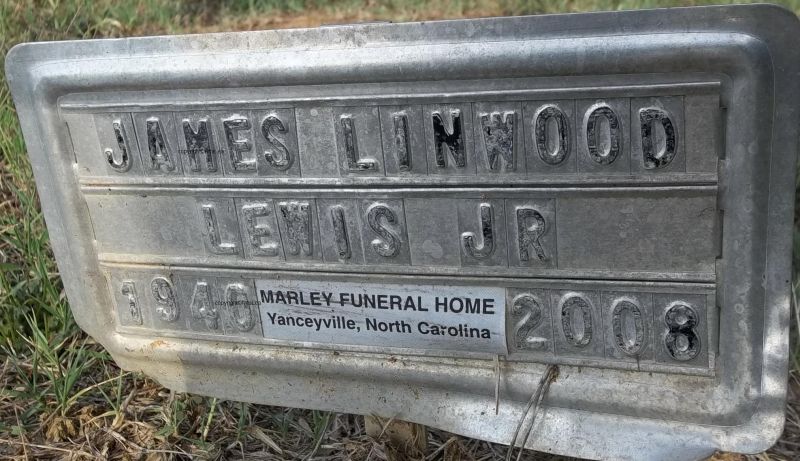 JAMES LINWOOD
LEWIS JR
1940 2008
MARLEY FUNERAL HOME
Yanceyville, North Carolina